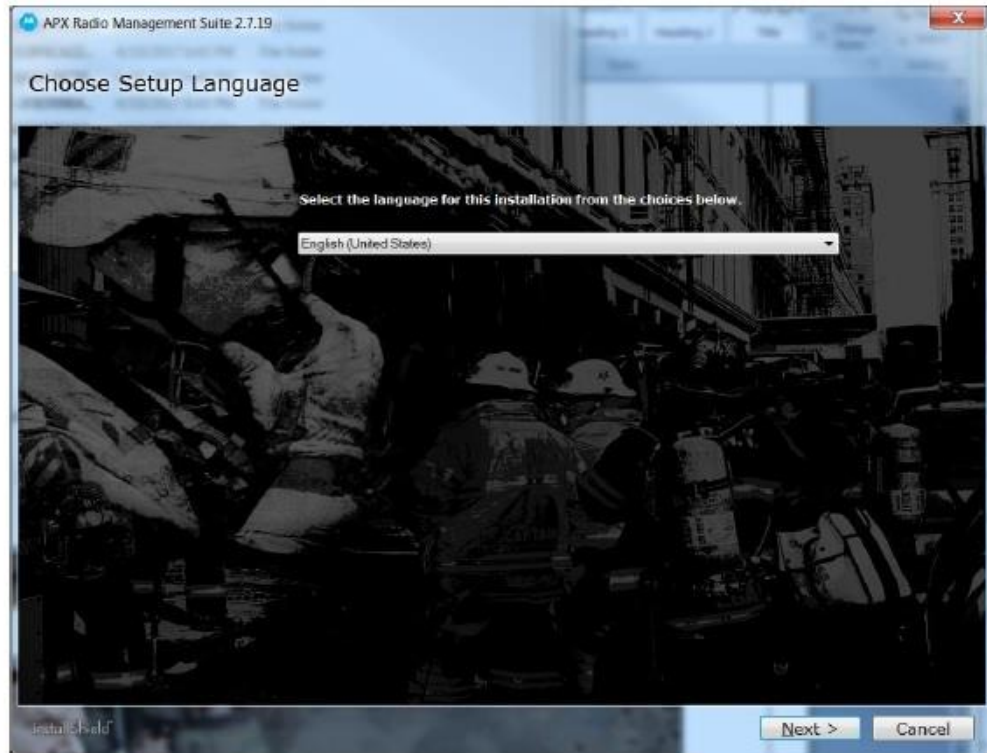 APX Radio Management Suite 2.7.19
Choose Setup Language
Select the language for this installation from the choices below.
English (United States)
InstallShield
Next >
Cancel